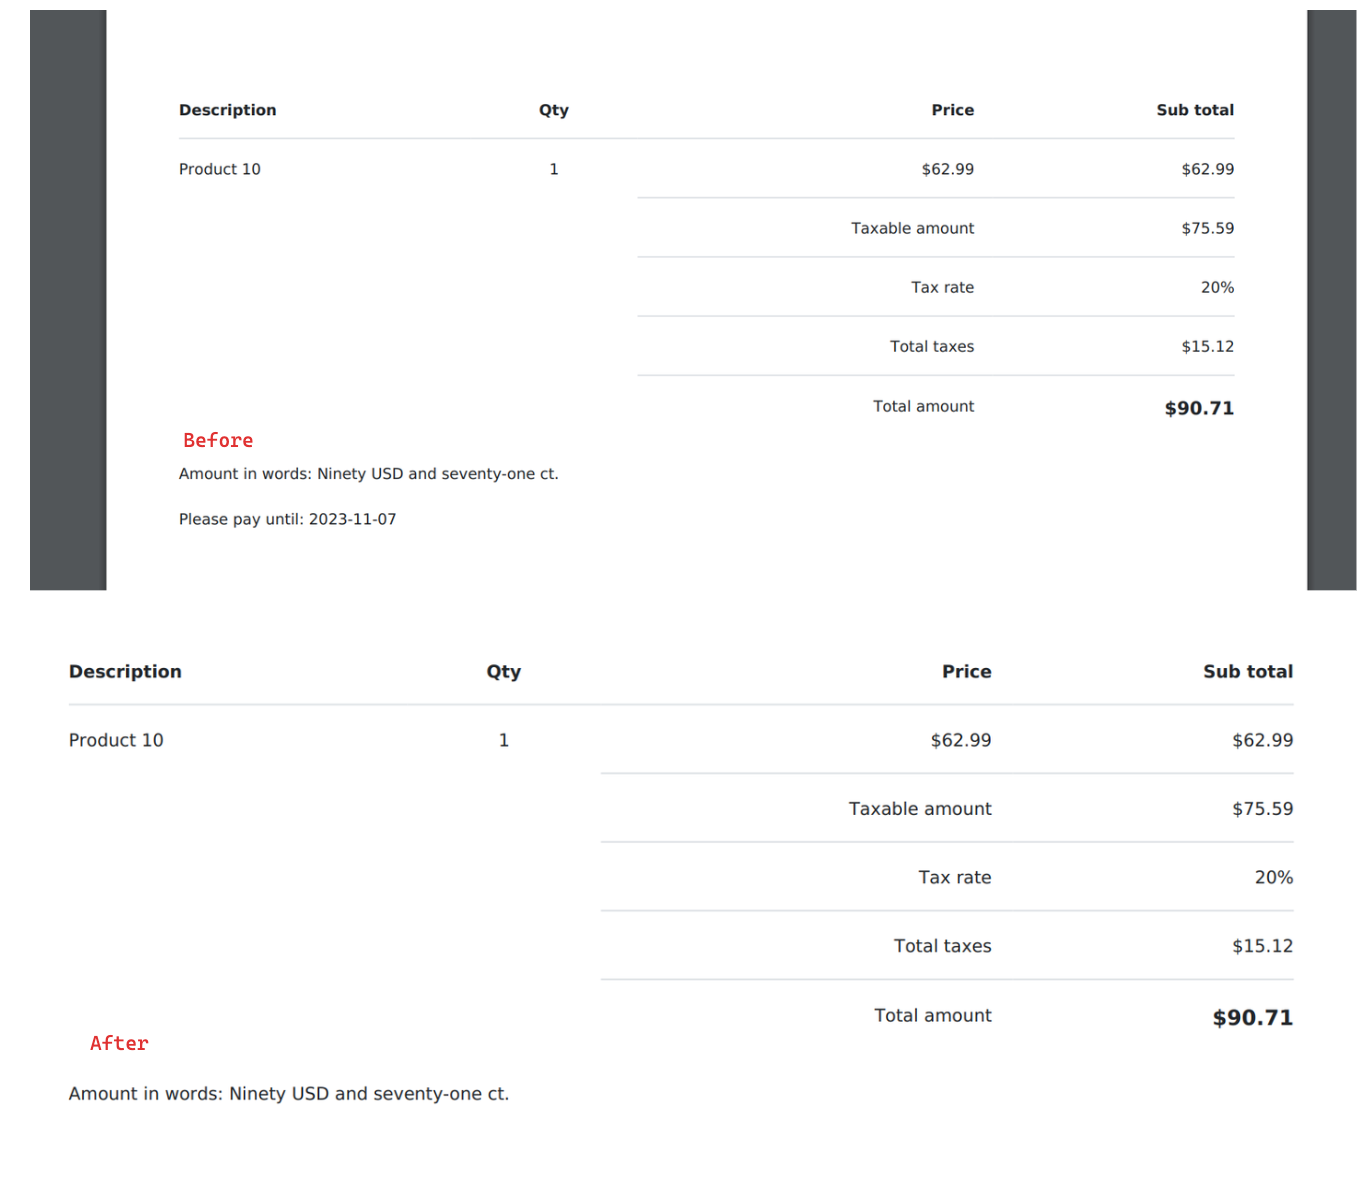 Description Qty Price Sub total
Product 10 1 $62.99 $62.99
Taxable amount $75.59
Tax rate 20%
Total taxes $15.12
Total amount $90.71
Before
Amount in words: Ninety USD and seventy-one ct.
Please pay until: 2023-11-07
Description Qty Price Sub total
Product 10 1 $62.99 $62.99
Taxable amount $75.59
Tax rate 20%
Total taxes $15.12
Total amount $90.71
After
Amount in words: Ninety USD and seventy-one ct.